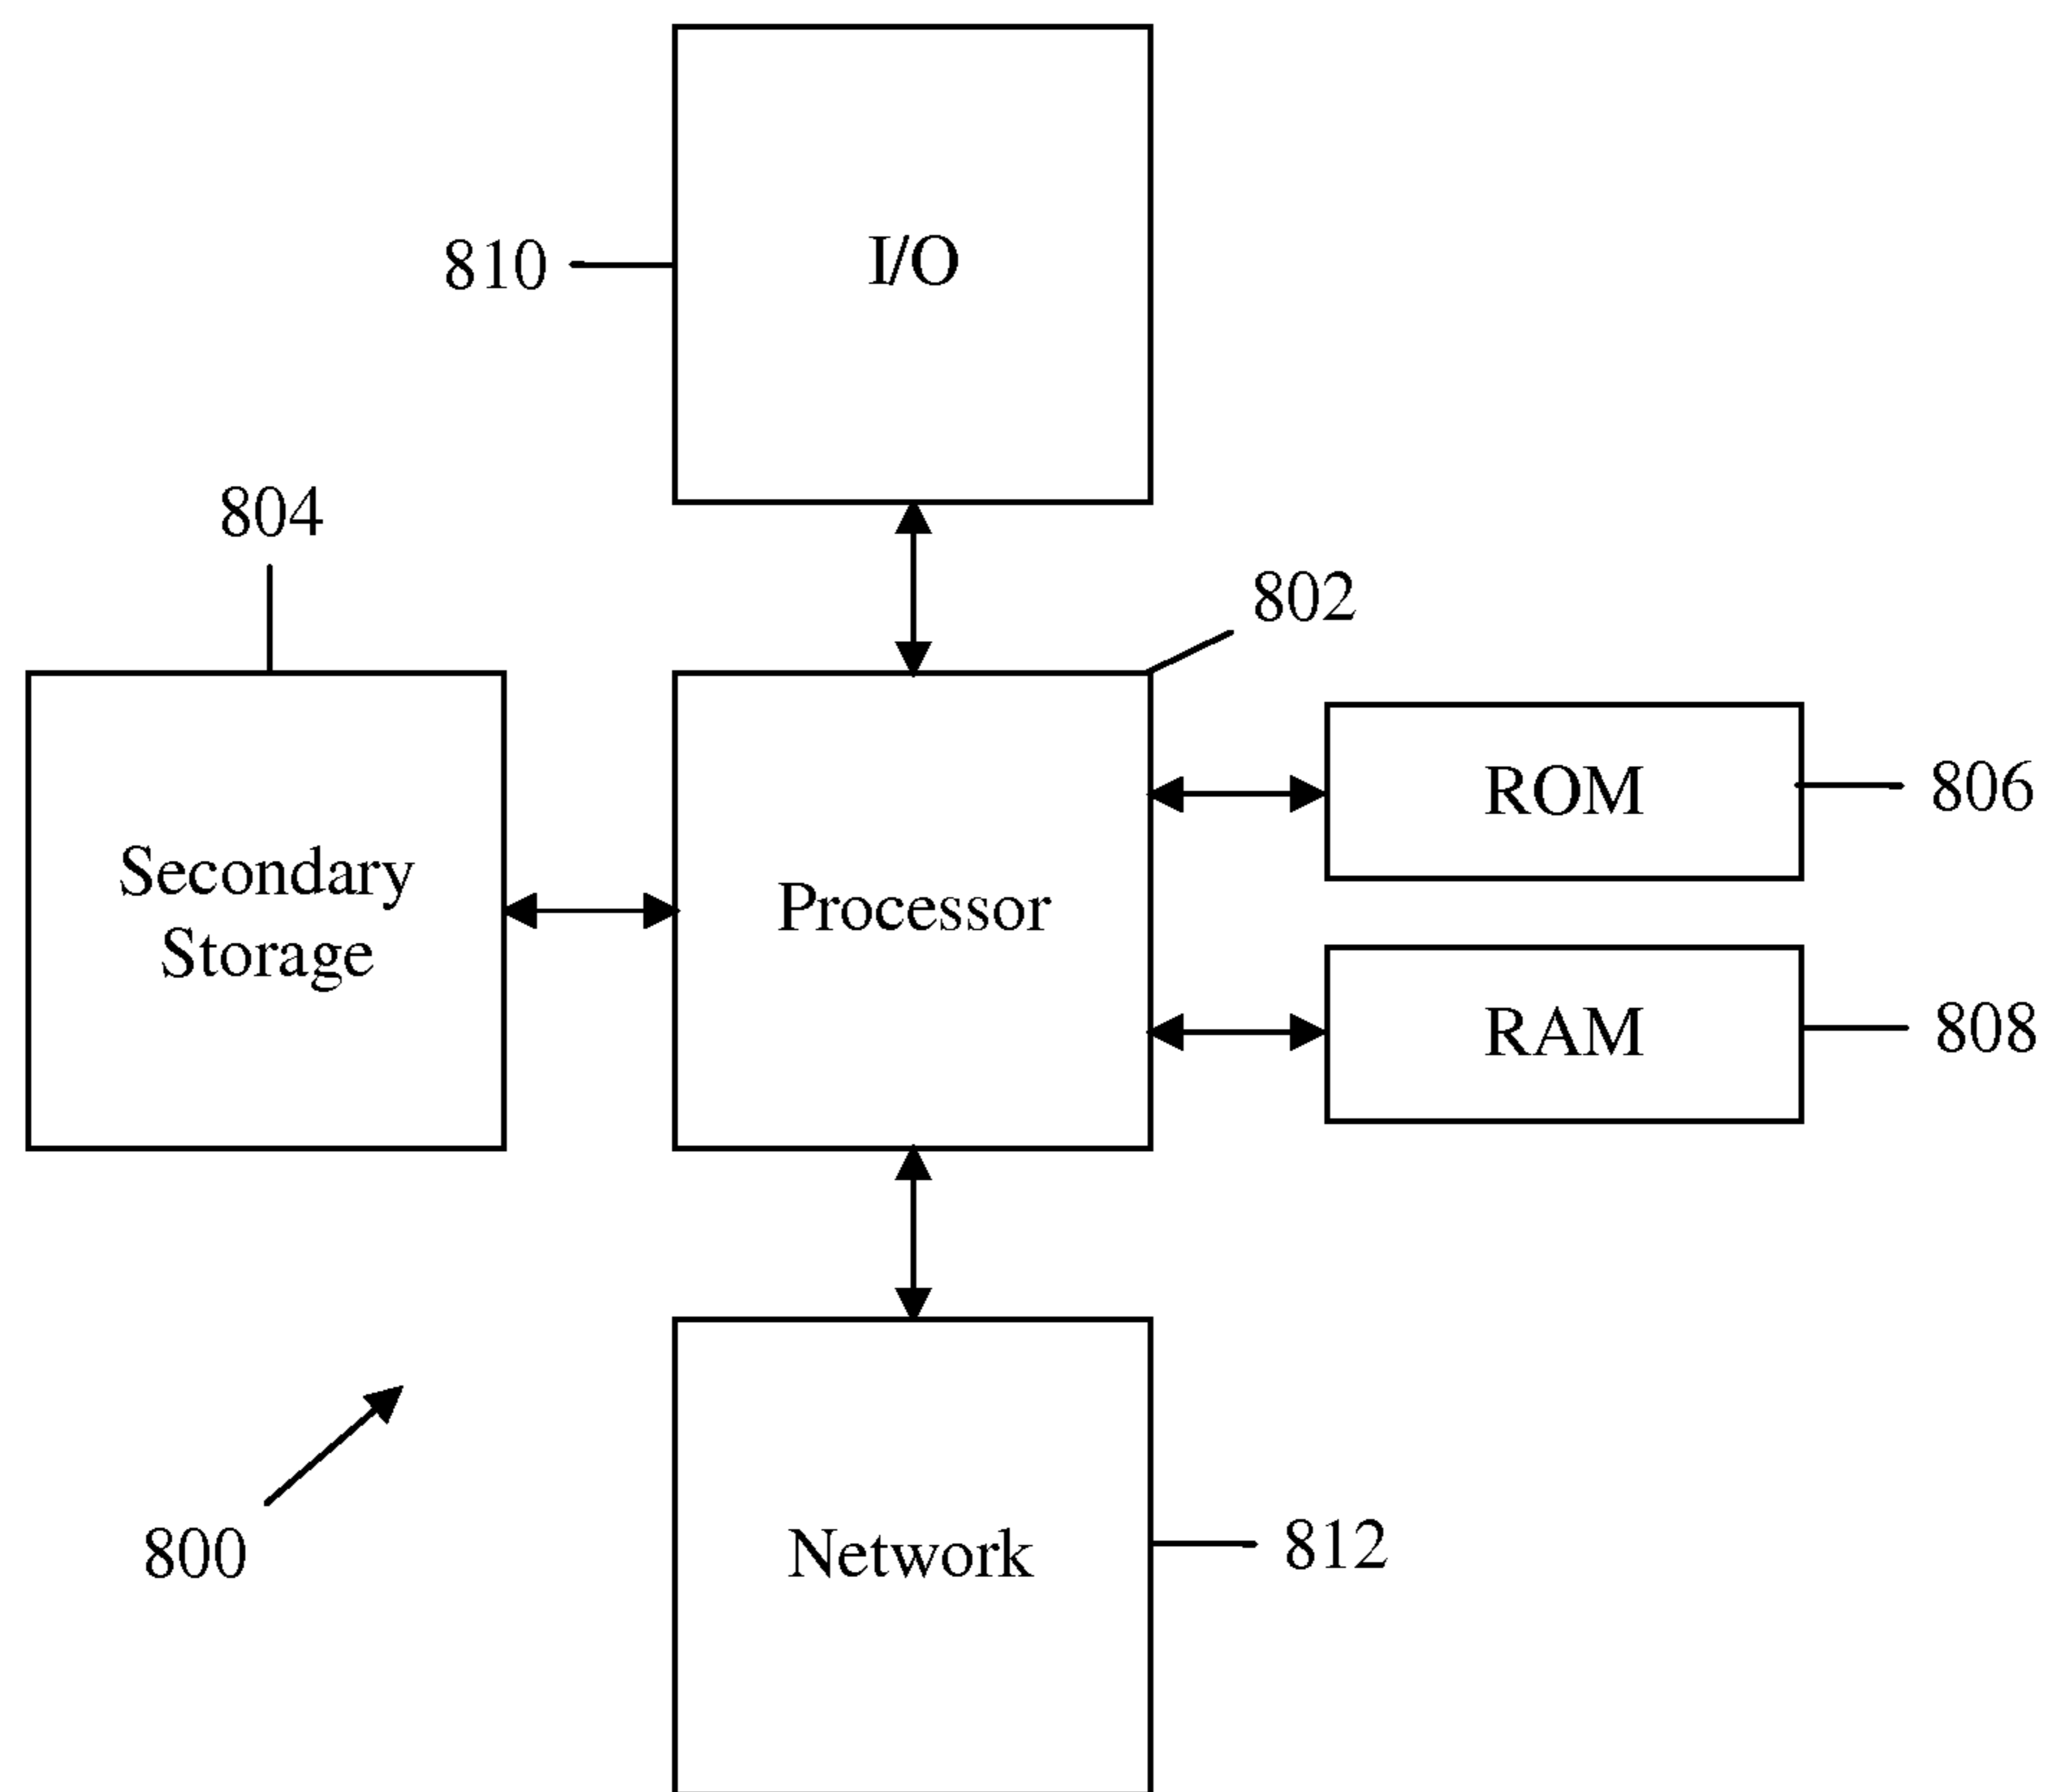 I/O
810
804
802
ROM
806
Secondary
Storage
Processor
RAM
808
800
Network
812